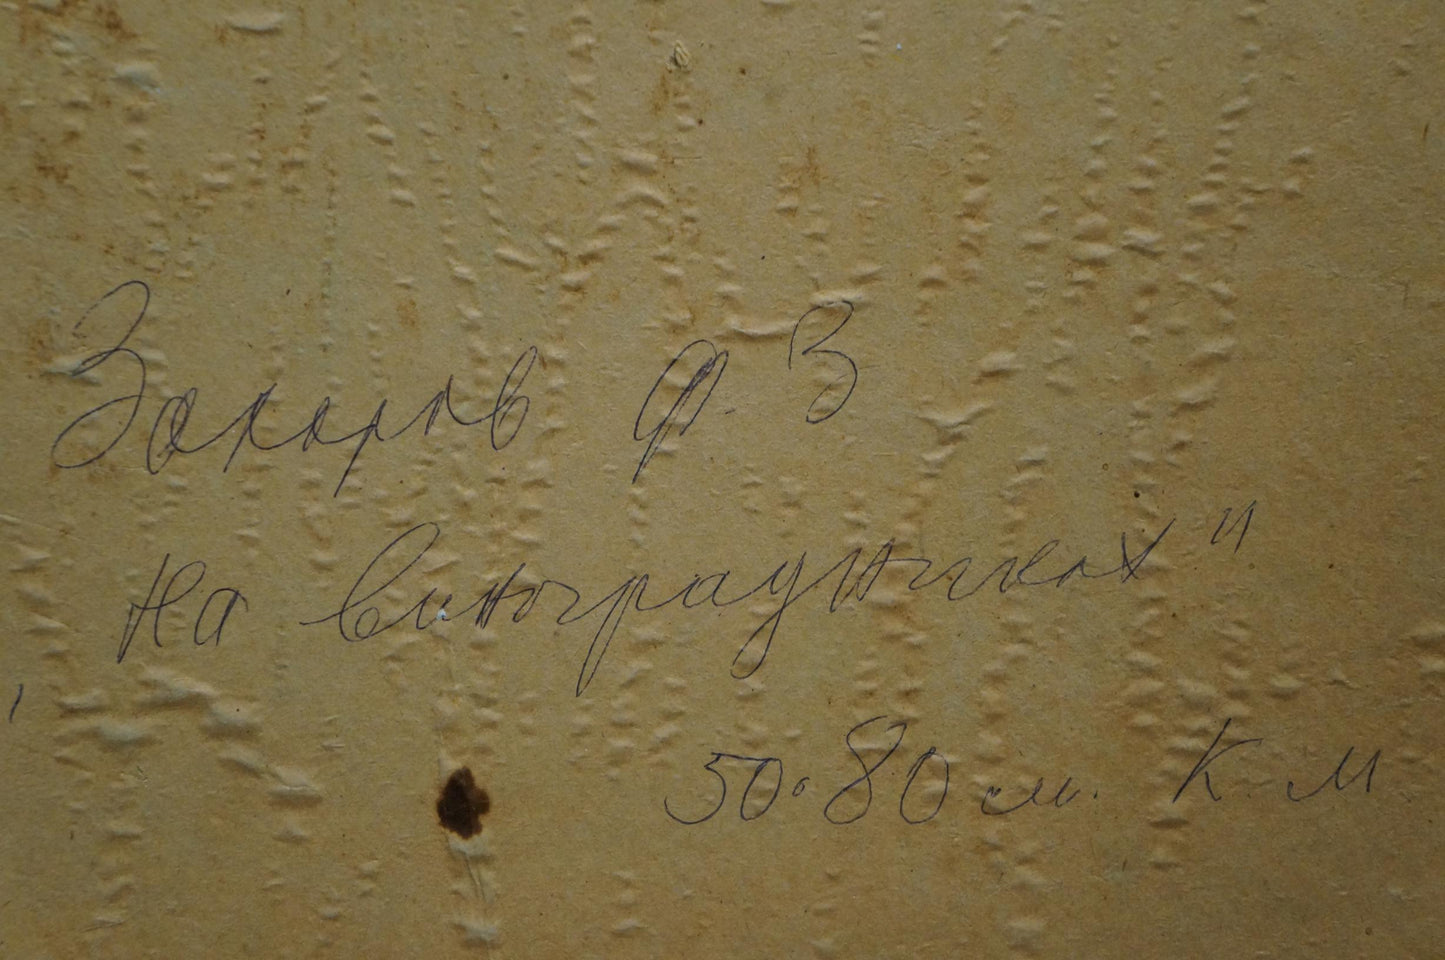 Захаров Ф. З
на виноградниках"
50·80 см. К. М